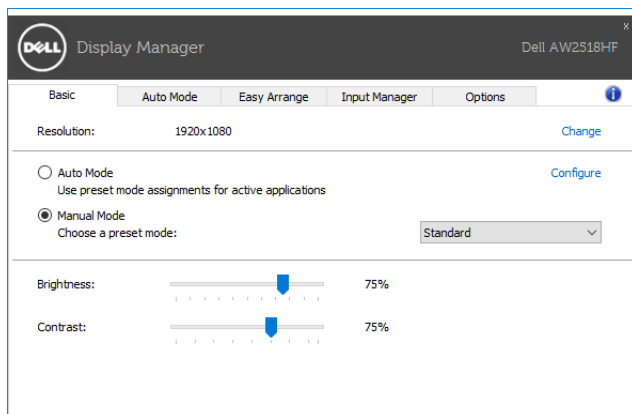 DELL Display Manager Dell AW2518HF x
Basic Auto Mode Easy Arrange Input Manager Options i
Resolution: 1920x1080 Change
Auto Mode Configure
Use preset mode assignments for active applications
Manual Mode
Choose a preset mode: Standard
Brightness: 75%
Contrast: 75%